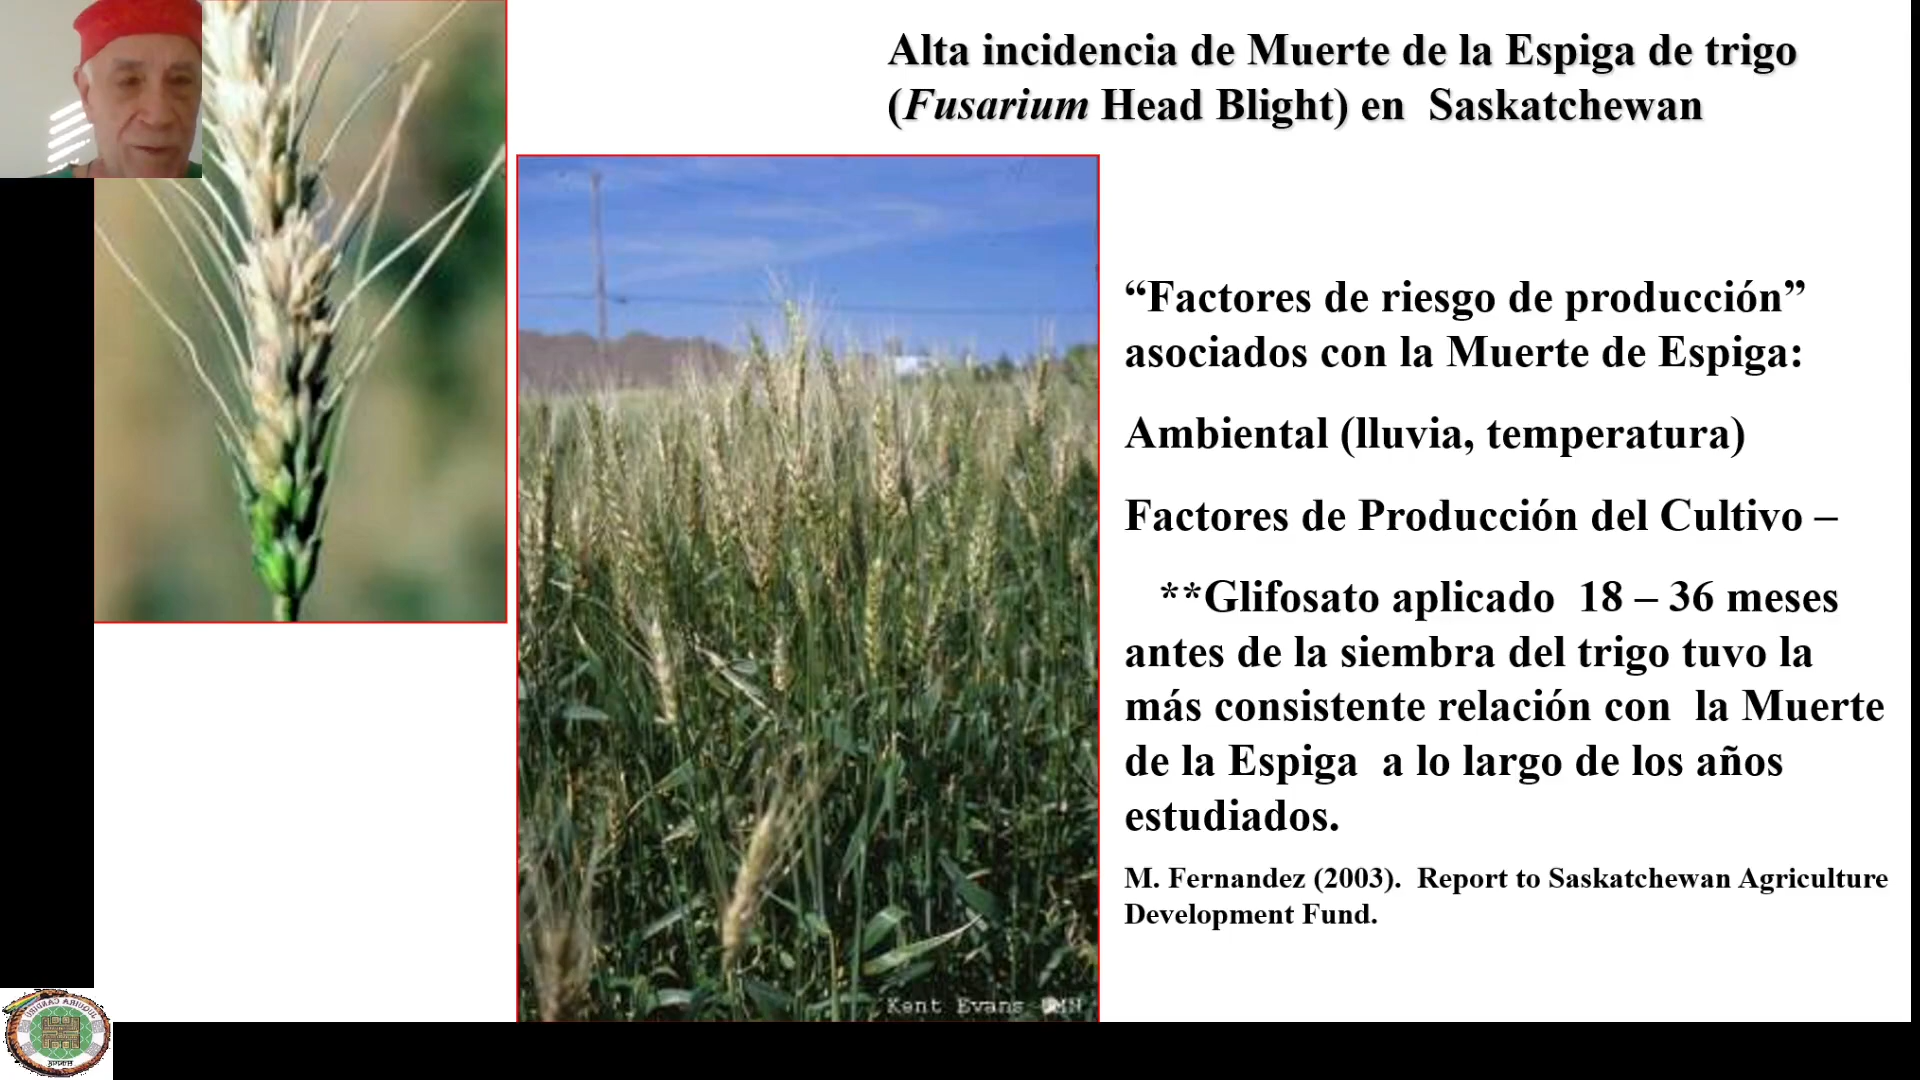 Alta incidencia de Muerte de la Espiga de trigo
(Fusarium Head Blight) en Saskatchewan
“Factores de riesgo de producción”
asociados con la Muerte de Espiga:
Ambiental (lluvia, temperatura)
Factores de Producción del Cultivo –
**Glifosato aplicado 18 – 36 meses
antes de la siembra del trigo tuvo la
más consistente relación con la Muerte
de la Espiga a lo largo de los años
estudiados.
M. Fernandez (2003). Report to Saskatchewan Agriculture
Development Fund.
Kent Evans